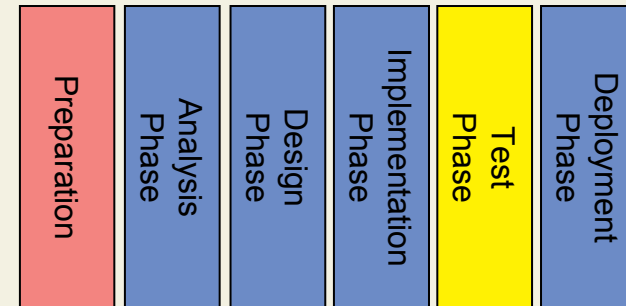 Preparation
Analysis
Phase
Design
Phase
Implementation
Phase
Test
Phase
Deployment
Phase